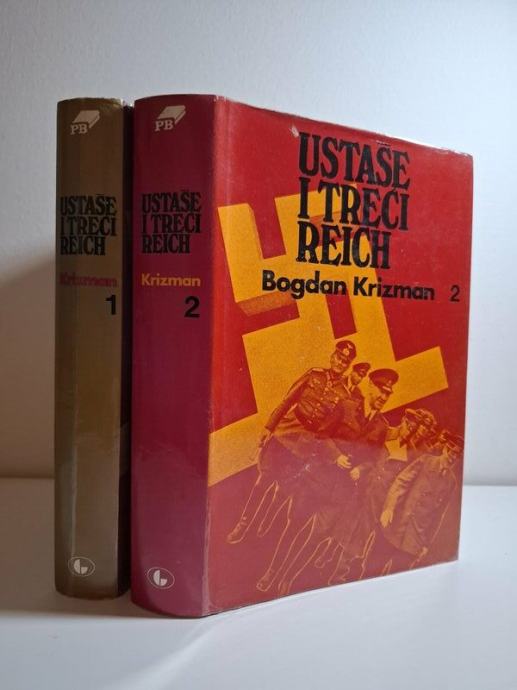 PB
USTAŠE
I TREĆI
REICH
Krizman
1
PB
USTAŠE
I TREĆI
REICH
Krizman
2
USTAŠE
I TREĆI
REICH
Bogdan Krizman 2